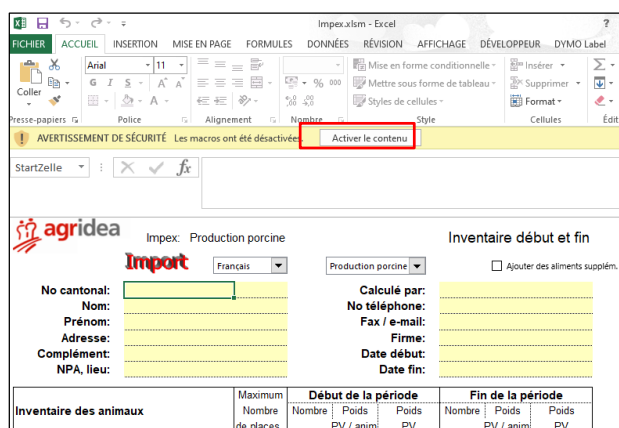 Impex.xlsm - Excel ?
FICHIER ACCUEIL INSERTION MISE EN PAGE FORMULES DONNÉES RÉVISION AFFICHAGE DÉVELOPPEUR DYMO Label
Arial 11 Mise en forme conditionnelle Insérer
Coller G I S A A % 000 Mettre sous forme de tableau Supprimer
A Styles de cellules Format
Presse-papiers Police Alignement Nombre Style Cellules Édit
AVERTISSEMENT DE SÉCURITÉ Les macros ont été désactivées. Activer le contenu
StartZelle fx
agridea Impex: Production porcine Inventaire début et fin
Import Français Production porcine Ajouter des aliments supplém.
No cantonal: Calculé par:
Nom: No téléphone:
Prénom: Fax / e-mail:
Adresse: Firme:
Complément: Date début:
NPA, lieu: Date fin:
Maximum Début de la période Fin de la période
Inventaire des animaux Nombre Nombre Poids Poids Nombre Poids Poids
de places PV / anim PV PV / anim PV